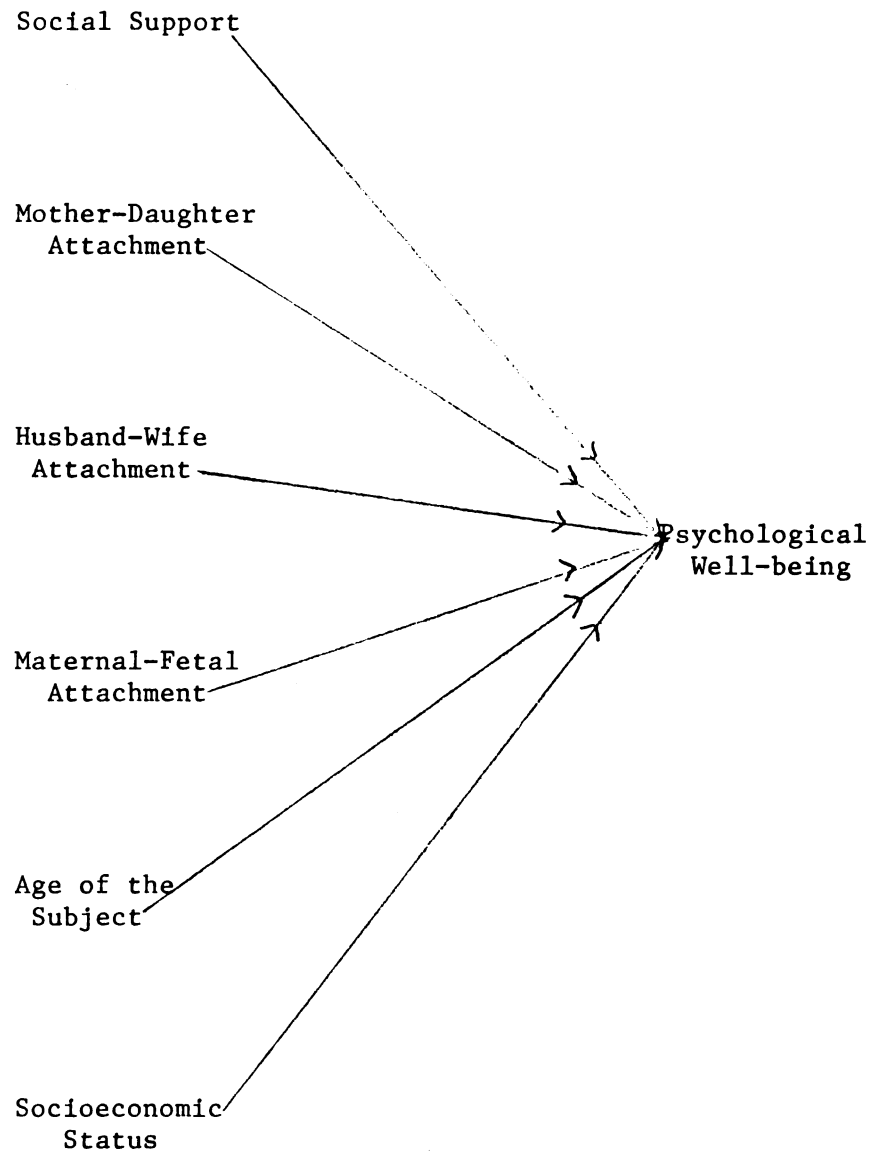 Social Support
Mother-Daughter
Attachment
Husband-Wife
Attachment
Psychological
Well-being
Maternal-Fetal
Attachment
Age of the
Subject
Socioeconomic
Status